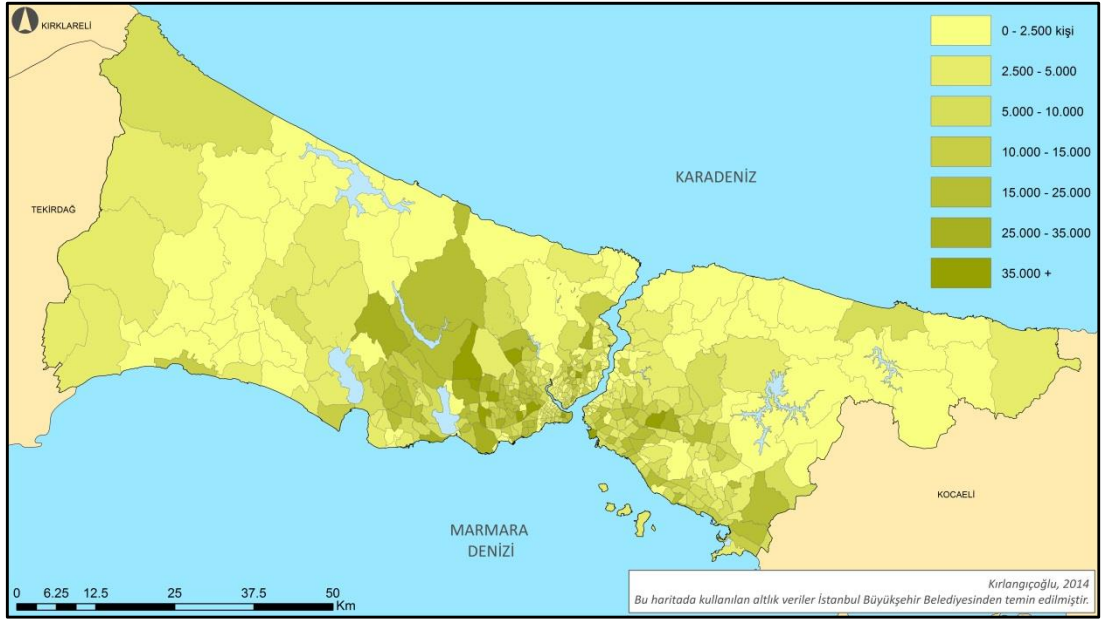 KIRKLARELİ
0 - 2.500 kişi
2.500 - 5.000
5.000 - 10.000
10.000 - 15.000
15.000 - 25.000
25.000 - 35.000
35.000 +
KARADENİZ
TEKİRDAĞ
KOCAELİ
MARMARA
DENİZİ
0 6.25 12.5 25 37.5 50
Km
Kırlangıçoğlu, 2014
Bu haritada kullanılan altlık veriler İstanbul Büyükşehir Belediyesinden temin edilmiştir.